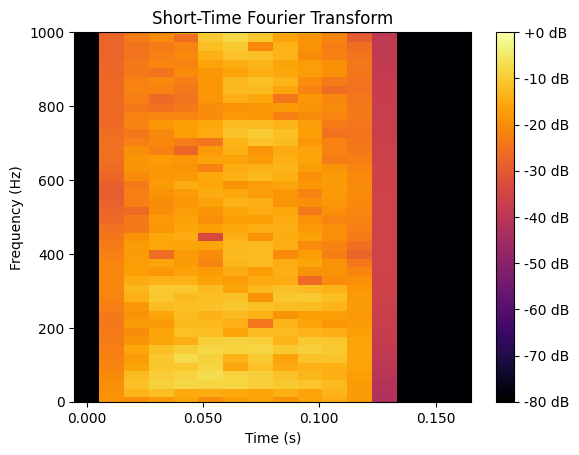 Short-Time Fourier Transform
1000
800
600
400
200
0
Frequency (Hz)
0.000
0.050
0.100
0.150
Time (s)
+0 dB
-10 dB
-20 dB
-30 dB
-40 dB
-50 dB
-60 dB
-70 dB
-80 dB